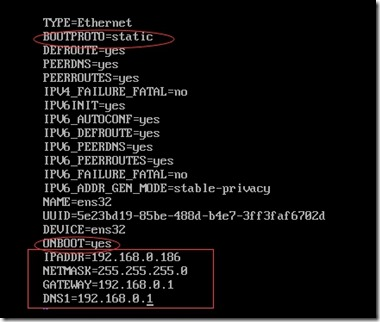 TYPE=Ethernet
BOOTPROTO=static
DEFROUTE=yes
PEERDNS=yes
PEERROUTES=yes
IPV4_FAILURE_FATAL=no
IPV6INIT=yes
IPV6_AUTOCONF=yes
IPV6_DEFROUTE=yes
IPV6_PEERDNS=yes
IPV6_PEERROUTES=yes
IPV6_FAILURE_FATAL=no
IPV6_ADDR_GEN_MODE=stable-privacy
NAME=ens32
UUID=5e23bd19-85be-488d-b4e7-3ff3faf6702d
DEVICE=ens32
ONBOOT=yes
IPADDR=192.168.0.186
NETMASK=255.255.255.0
GATEWAY=192.168.0.1
DNS1=192.168.0.1